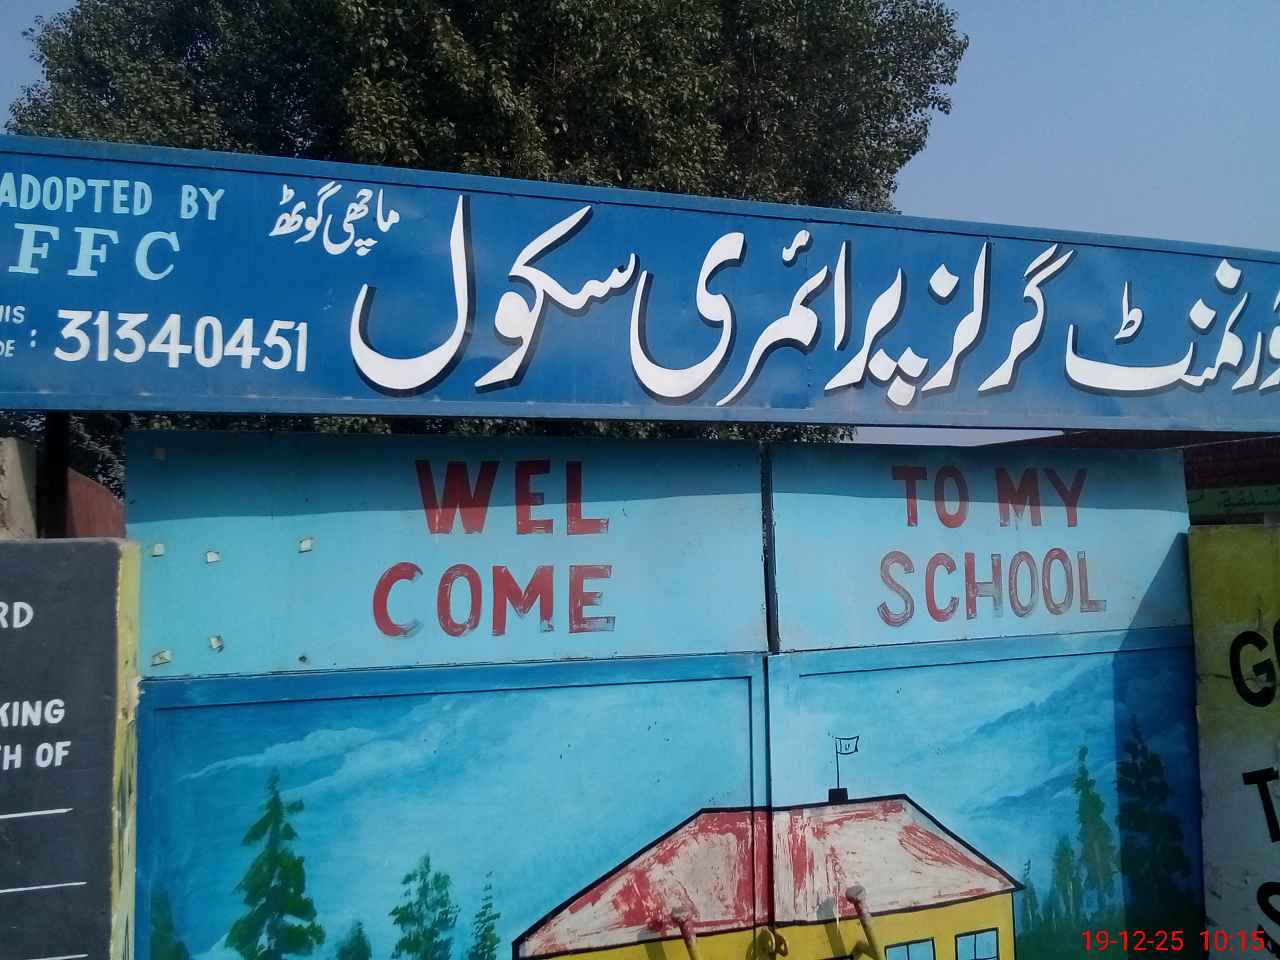 ADOPTED BY
FFC
31340451
ماچھی گوٹھ
گرلز پرائمری سکول
WEL
COME
TO MY
SCHOOL
19-12-25 10:15